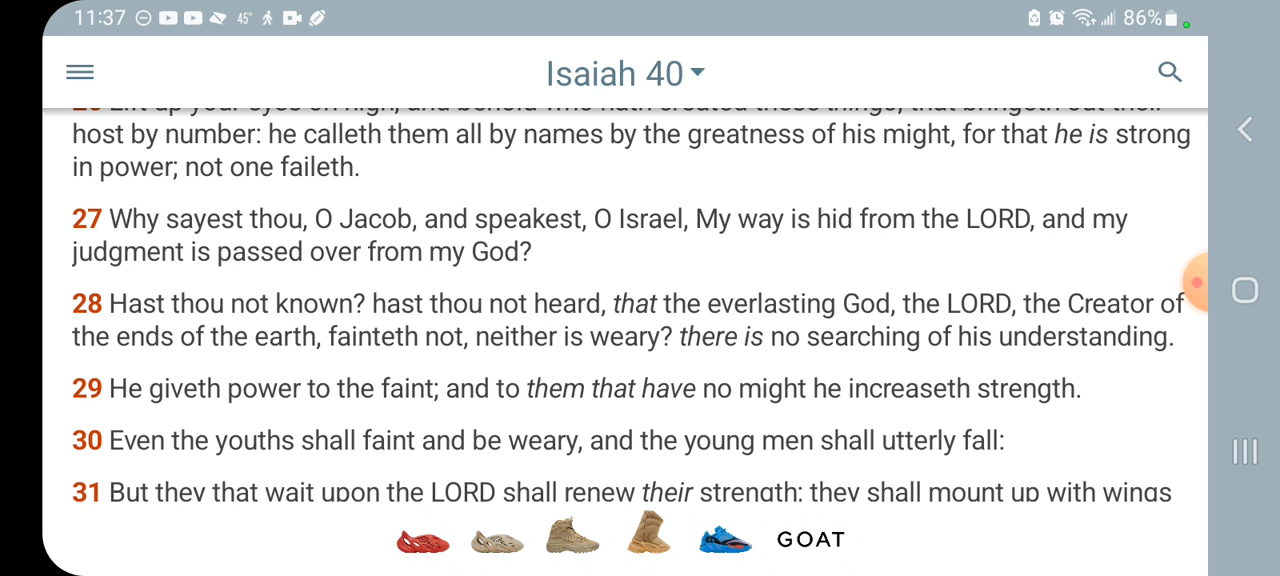 11:37 45° 86%
Isaiah 40
host by number: he calleth them all by names by the greatness of his might, for that he is strong
in power; not one faileth.
27 Why sayest thou, O Jacob, and speakest, O Israel, My way is hid from the LORD, and my
judgment is passed over from my God?
28 Hast thou not known? hast thou not heard, that the everlasting God, the LORD, the Creator of
the ends of the earth, fainteth not, neither is weary? there is no searching of his understanding.
29 He giveth power to the faint; and to them that have no might he increaseth strength.
30 Even the youths shall faint and be weary, and the young men shall utterly fall:
31 But they that wait upon the LORD shall renew their strength; they shall mount up with wings
GOAT